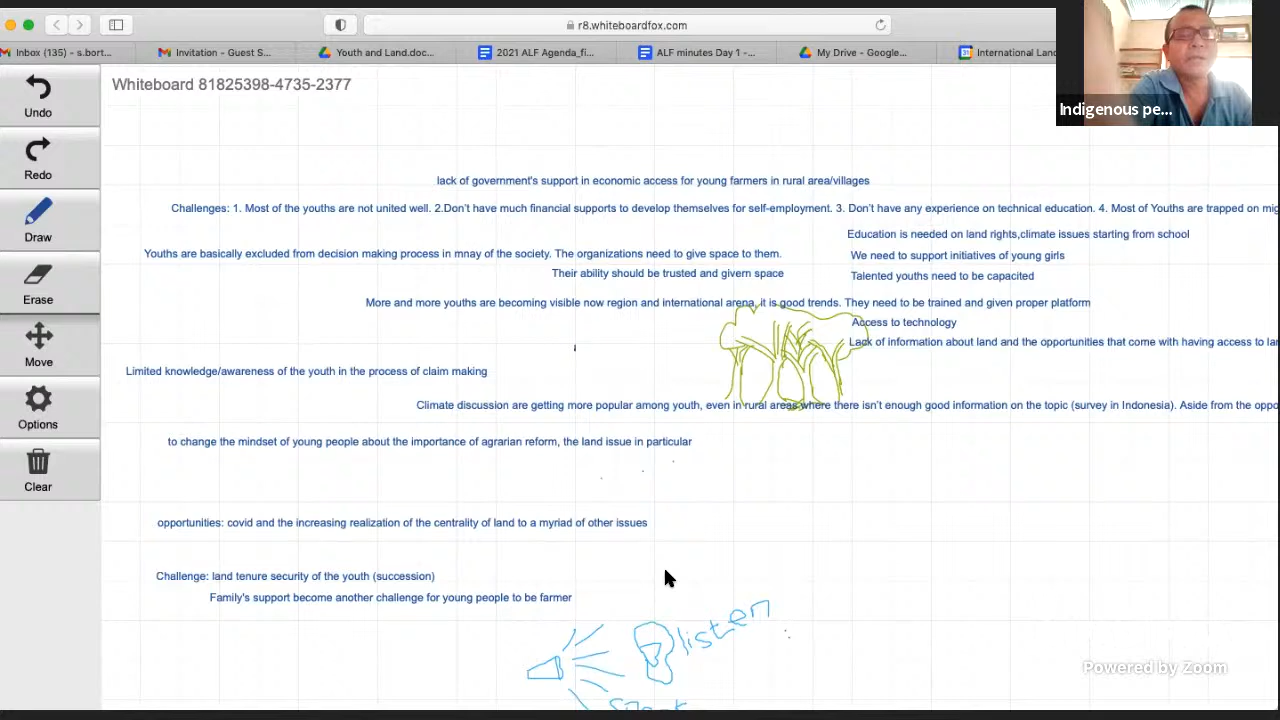 r8.whiteboardfox.com
Inbox (135) - s.bort...
Invitation - Guest S...
Youth and Land.doc...
2021 ALF Agenda_fi...
ALF minutes Day 1 -...
My Drive - Google...
International Lan
Indigenous pe...
Whiteboard 81825398-4735-2377
Undo
Redo
Draw
Erase
Move
Options
Clear
lack of government's support in economic access for young farmers in rural area/villages
Challenges: 1. Most of the youths are not united well. 2.Don't have much financial supports to develop themselves for self-employment. 3. Don't have any experience on technical education. 4. Most of Youths are trapped on mig
Education is needed on land rights,climate issues starting from school
Youths are basically excluded from decision making process in mnay of the society. The organizations need to give space to them.
We need to support initiatives of young girls
Their ability should be trusted and givern space
Talented youths need to be capacited
More and more youths are becoming visible now region and international arena, it is good trends. They need to be trained and given proper platform
Access to technology
Lack of information about land and the opportunities that come with having access to lan
Limited knowledge/awareness of the youth in the process of claim making
Climate discussion are getting more popular among youth, even in rural areas where there isn't enough good information on the topic (survey in Indonesia). Aside from the oppo
to change the mindset of young people about the importance of agrarian reform, the land issue in particular
opportunities: covid and the increasing realization of the centrality of land to a myriad of other issues
Challenge: land tenure security of the youth (succession)
Family's support become another challenge for young people to be farmer
listen
Powered by Zoom